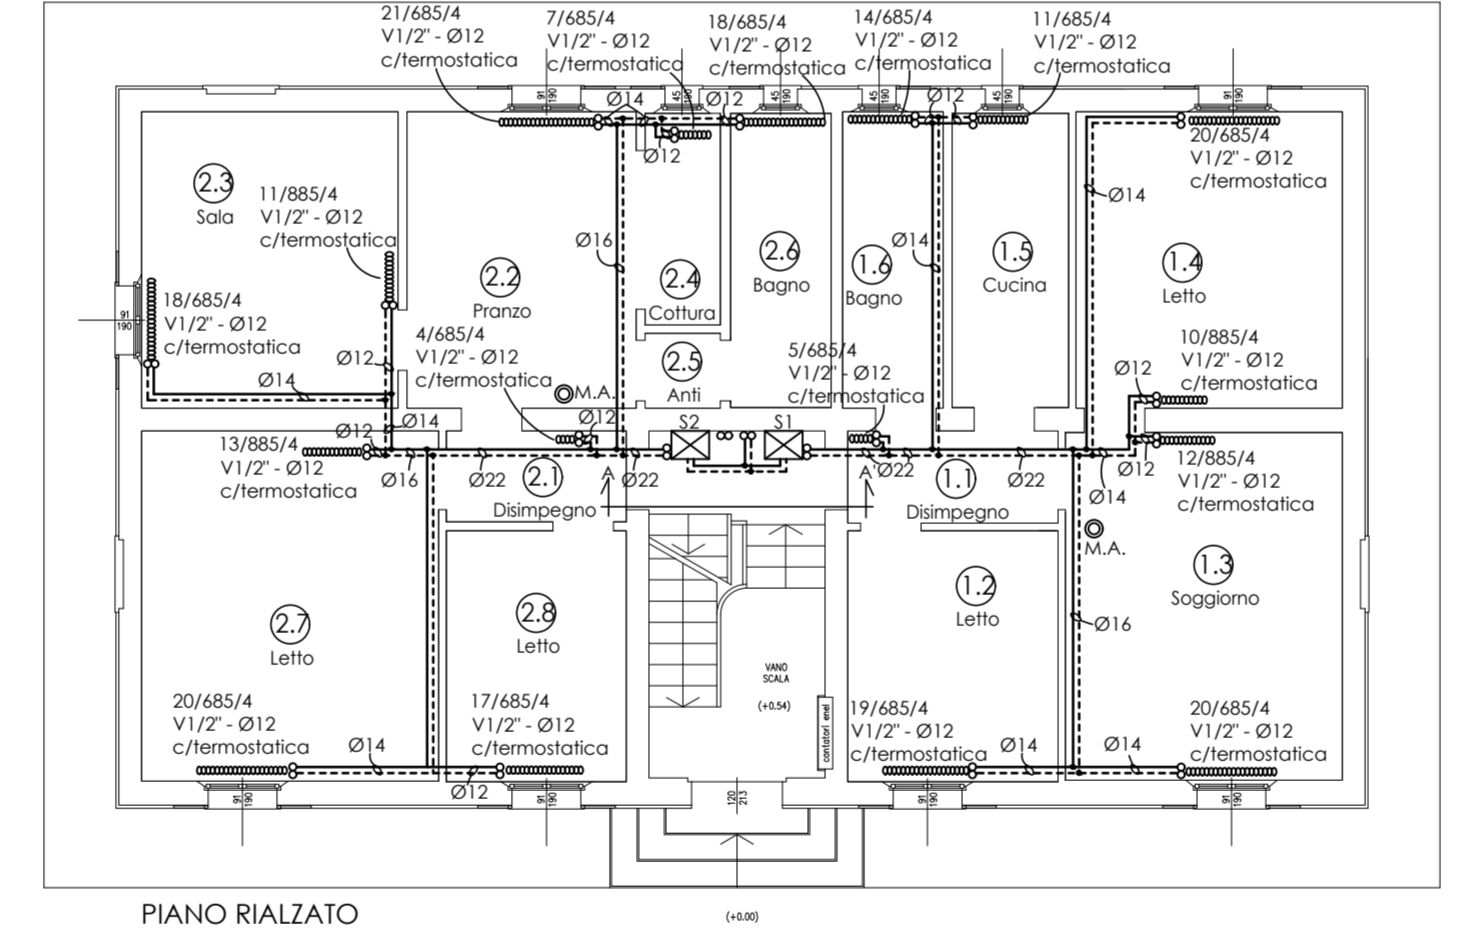 21/685/4
V1/2" - Ø12
c/termostatica
7/685/4
V1/2" - Ø12
c/termostatica
18/685/4
V1/2" - Ø12
c/termostatica
14/685/4
V1/2" - Ø12
c/termostatica
11/685/4
V1/2" - Ø12
c/termostatica
91
190
Ø14
45
190
Ø12
45
190
45
190
Ø12
45
190
91
190
Ø12
20/685/4
V1/2" - Ø12
c/termostatica
2.3
Sala
11/885/4
V1/2" - Ø12
c/termostatica
Ø14
Ø16
Ø14
2.2
Pranzo
2.4
Cottura
2.6
Bagno
1.6
Bagno
1.5
Cucina
1.4
Letto
91
190
18/685/4
V1/2" - Ø12
c/termostatica
4/685/4
V1/2" - Ø12
c/termostatica
2.5
Anti
5/685/4
V1/2" - Ø12
c/termostatica
10/885/4
V1/2" - Ø12
c/termostatica
Ø12
Ø14
M.A.
Ø12
Ø14
Ø12
Ø12
S2
S1
13/885/4
V1/2" - Ø12
c/termostatica
Ø16
Ø22
2.1
Disimpegno
A
Ø22
A'
Ø22
1.1
Disimpegno
Ø22
Ø14
Ø12
12/885/4
V1/2" - Ø12
c/termostatica
M.A.
1.3
Soggiorno
Ø16
2.7
Letto
2.8
Letto
1.2
Letto
VANO
SCALA
(+0.54)
contatori enel
20/685/4
V1/2" - Ø12
c/termostatica
Ø14
17/685/4
V1/2" - Ø12
c/termostatica
Ø12
19/685/4
V1/2" - Ø12
c/termostatica
Ø14
Ø14
20/685/4
V1/2" - Ø12
c/termostatica
91
190
91
190
120
213
91
190
91
190
PIANO RIALZATO
(+0.00)